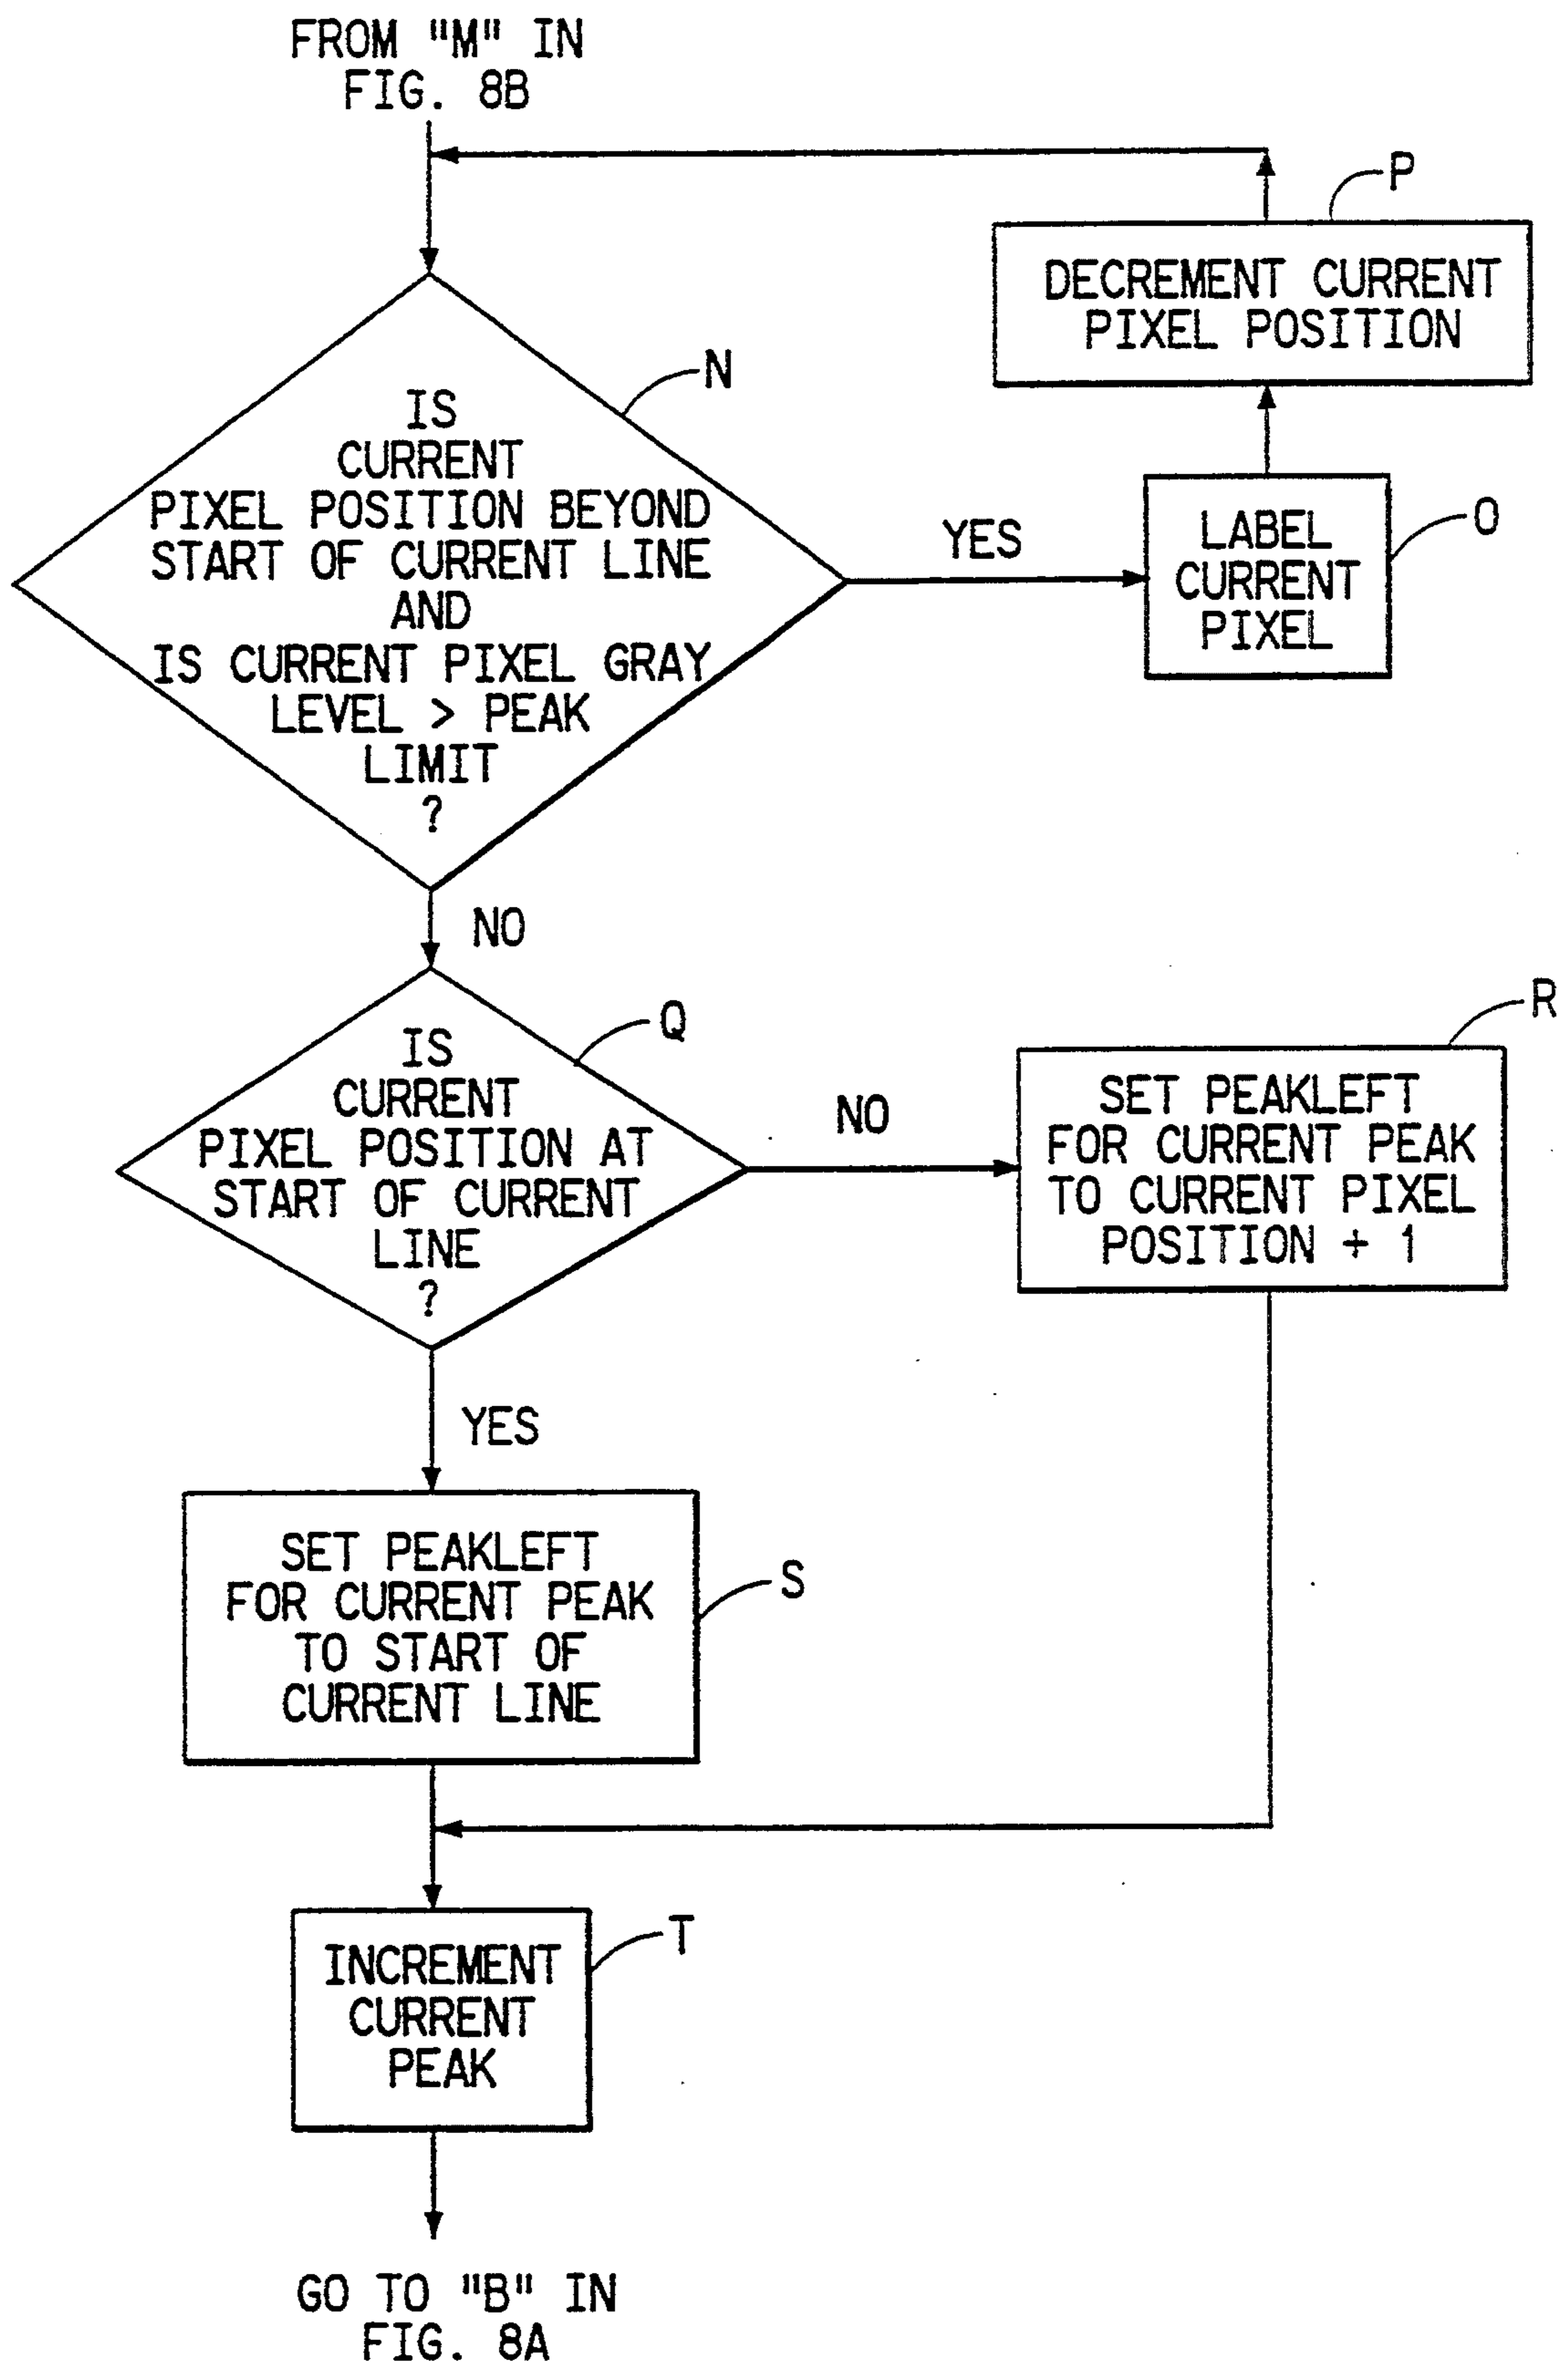 FROM "M" IN
FIG. 8B
P
DECREMENT CURRENT
PIXEL POSITION
N
IS
CURRENT
PIXEL POSITION BEYOND
START OF CURRENT LINE
AND
IS CURRENT PIXEL GRAY
LEVEL > PEAK
LIMIT
?
YES
O
LABEL
CURRENT
PIXEL
NO
Q
IS
CURRENT
PIXEL POSITION AT
START OF CURRENT
LINE
?
NO
R
SET PEAKLEFT
FOR CURRENT PEAK
TO CURRENT PIXEL
POSITION + 1
YES
SET PEAKLEFT
FOR CURRENT PEAK
TO START OF
CURRENT LINE
S
T
INCREMENT
CURRENT
PEAK
GO TO "B" IN
FIG. 8A